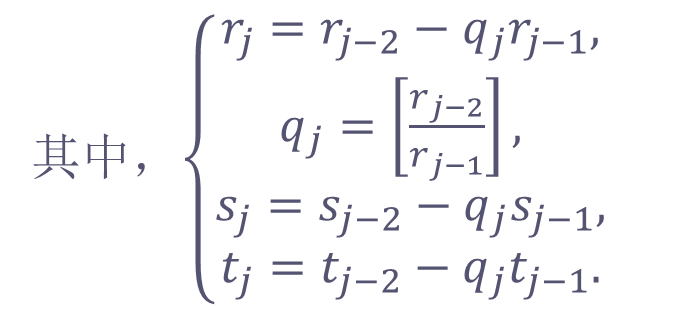 其中，
r_j = r_{j−2} − q_j r_{j−1},
q_j = [r_{j−2} / r_{j−1}],
s_j = s_{j−2} − q_j s_{j−1},
t_j = t_{j−2} − q_j t_{j−1}.